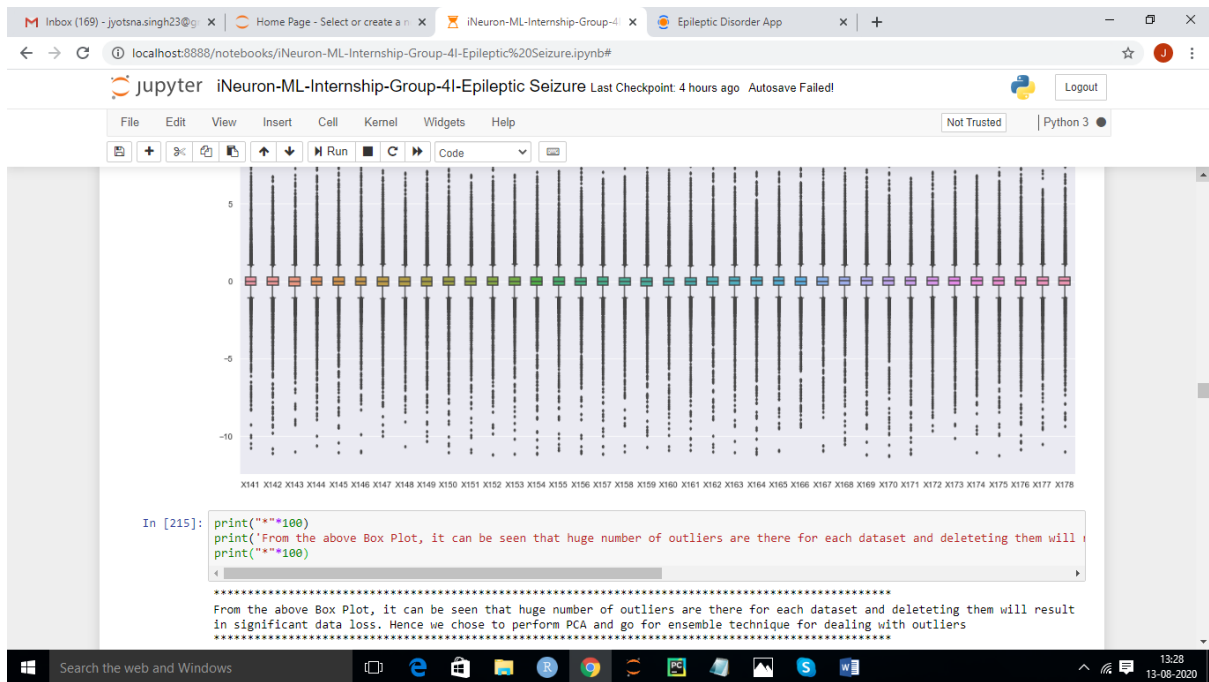 Inbox (169) - jyotsna.singh23@g
Home Page - Select or create a n
iNeuron-ML-Internship-Group-4I
Epileptic Disorder App
localhost:8888/notebooks/iNeuron-ML-Internship-Group-4I-Epileptic%20Seizure.ipynb#
J
jupyter iNeuron-ML-Internship-Group-4I-Epileptic Seizure Last Checkpoint: 4 hours ago Autosave Failed!
Logout
File Edit View Insert Cell Kernel Widgets Help
Not Trusted
Python 3
Run
Code
5
0
−5
−10
X141 X142 X143 X144 X145 X146 X147 X148 X149 X150 X151 X152 X153 X154 X155 X156 X157 X158 X159 X160 X161 X162 X163 X164 X165 X166 X167 X168 X169 X170 X171 X172 X173 X174 X175 X176 X177 X178
In [215]: print("*"*100)
print('From the above Box Plot, it can be seen that huge number of outliers are there for each dataset and deleteting them will
print("*"*100)
****************************************************************************************************
From the above Box Plot, it can be seen that huge number of outliers are there for each dataset and deleteting them will result
in significant data loss. Hence we chose to perform PCA and go for ensemble technique for dealing with outliers
****************************************************************************************************
Search the web and Windows
R
PC
S
W
13:28
13-08-2020